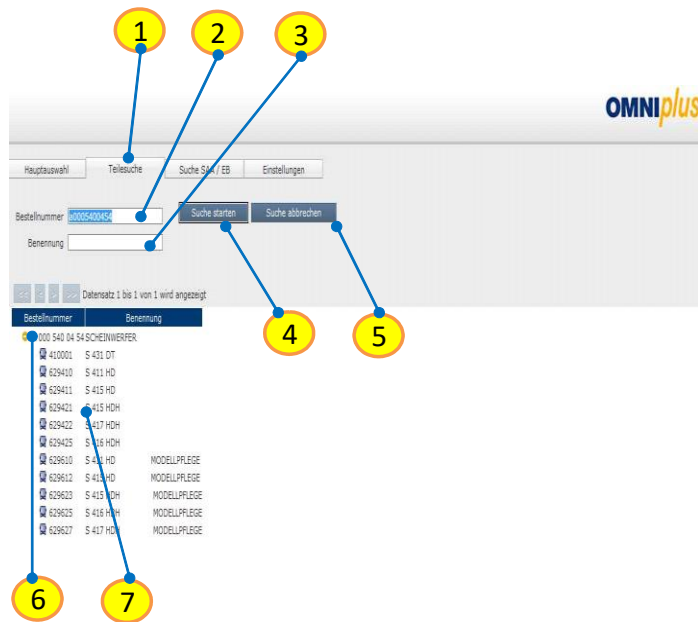 1 2 3
OMNIplus
Hauptauswahl Teilesuche Suche SAA / EB Einstellungen
Bestellnummer a0005400454 Suche starten Suche abbrechen
Benennung
<< < > >> Datensatz 1 bis 1 von 1 wird angezeigt
4 5
Bestellnummer Benennung
000 540 04 54 SCHEINWERFER
410001 S 431 DT
629410 S 411 HD
629411 S 415 HD
629421 S 415 HDH
629422 S 417 HDH
629425 S 416 HDH
629610 S 411 HD MODELLPFLEGE
629612 S 415 HD MODELLPFLEGE
629623 S 415 HDH MODELLPFLEGE
629625 S 416 HDH MODELLPFLEGE
629627 S 417 HDH MODELLPFLEGE
6 7